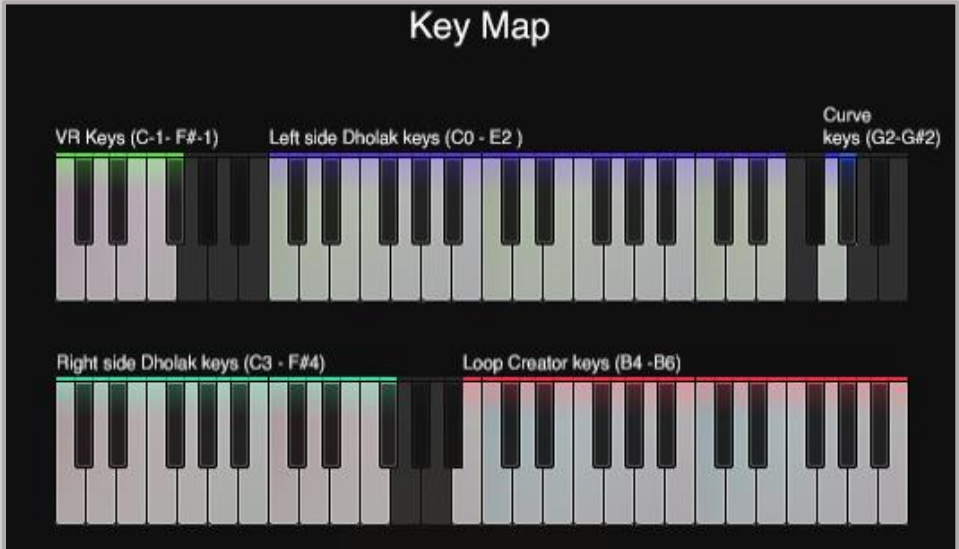 Key Map
VR Keys (C-1- F#-1)
Left side Dholak keys (C0 - E2 )
Curve
keys (G2-G#2)
Right side Dholak keys (C3 - F#4)
Loop Creator keys (B4 -B6)